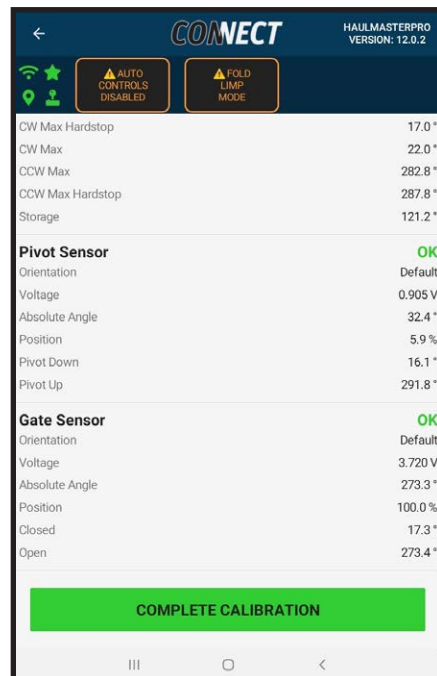 CONNECT
HAULMASTERPRO
VERSION: 12.0.2
AUTO
CONTROLS
DISABLED
FOLD
LIMP
MODE
CW Max Hardstop 17.0 °
CW Max 22.0 °
CCW Max 282.8 °
CCW Max Hardstop 287.8 °
Storage 121.2 °
Pivot Sensor OK
Orientation Default
Voltage 0.905 V
Absolute Angle 32.4 °
Position 5.9 %
Pivot Down 16.1 °
Pivot Up 291.8 °
Gate Sensor OK
Orientation Default
Voltage 3.720 V
Absolute Angle 273.3 °
Position 100.0 %
Closed 17.3 °
Open 273.4 °
COMPLETE CALIBRATION